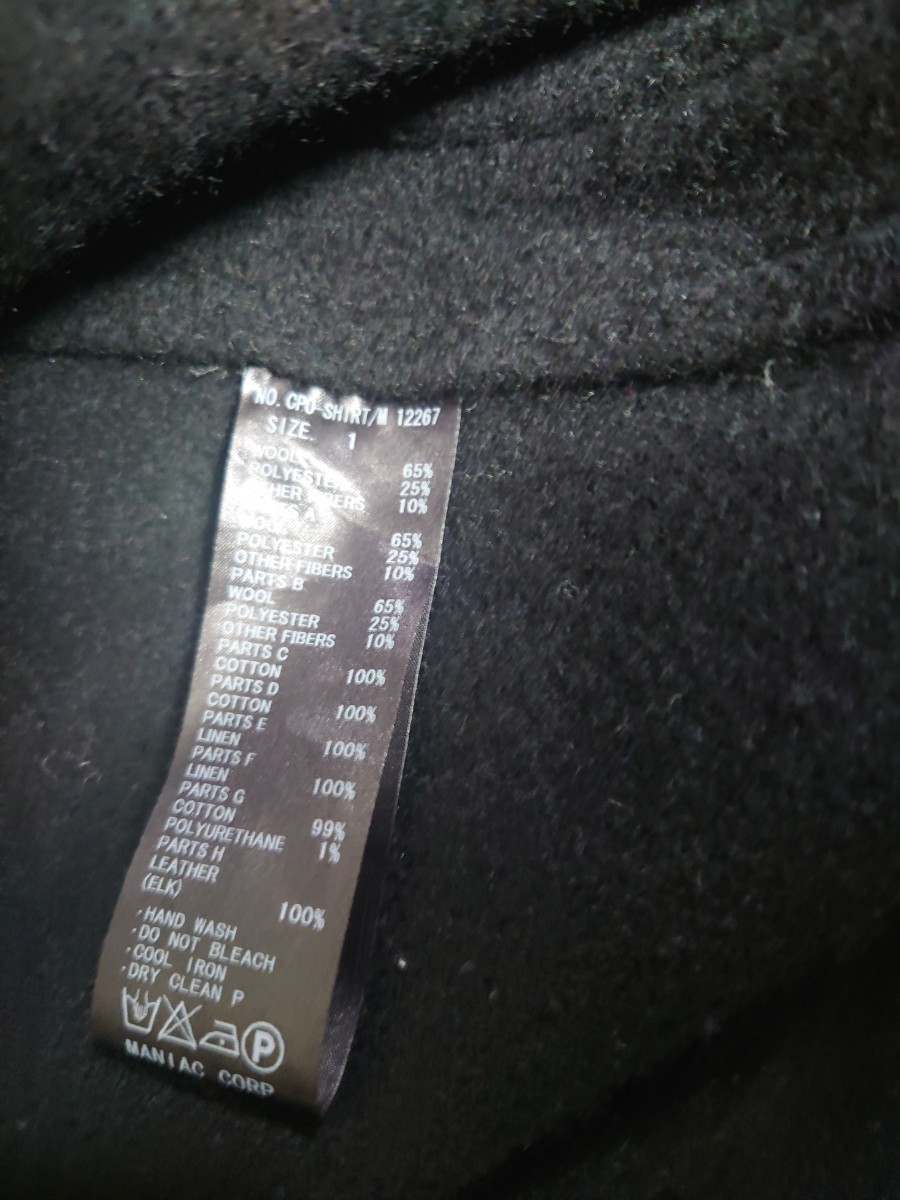 NO. CPO-SHIRT/M 12267
SIZE. 1
WOOL 65%
POLYESTER 25%
OTHER FIBERS 10%
PARTS A
WOOL 65%
POLYESTER 25%
OTHER FIBERS 10%
PARTS B
WOOL 65%
POLYESTER 25%
OTHER FIBERS 10%
PARTS C
COTTON 100%
PARTS D
COTTON 100%
PARTS E
LINEN 100%
PARTS F
LINEN 100%
PARTS G
COTTON 99%
POLYURETHANE 1%
PARTS H
LEATHER
(ELK) 100%
・HAND WASH
・DO NOT BLEACH
・COOL IRON
・DRY CLEAN P
P
MANIAC CORP